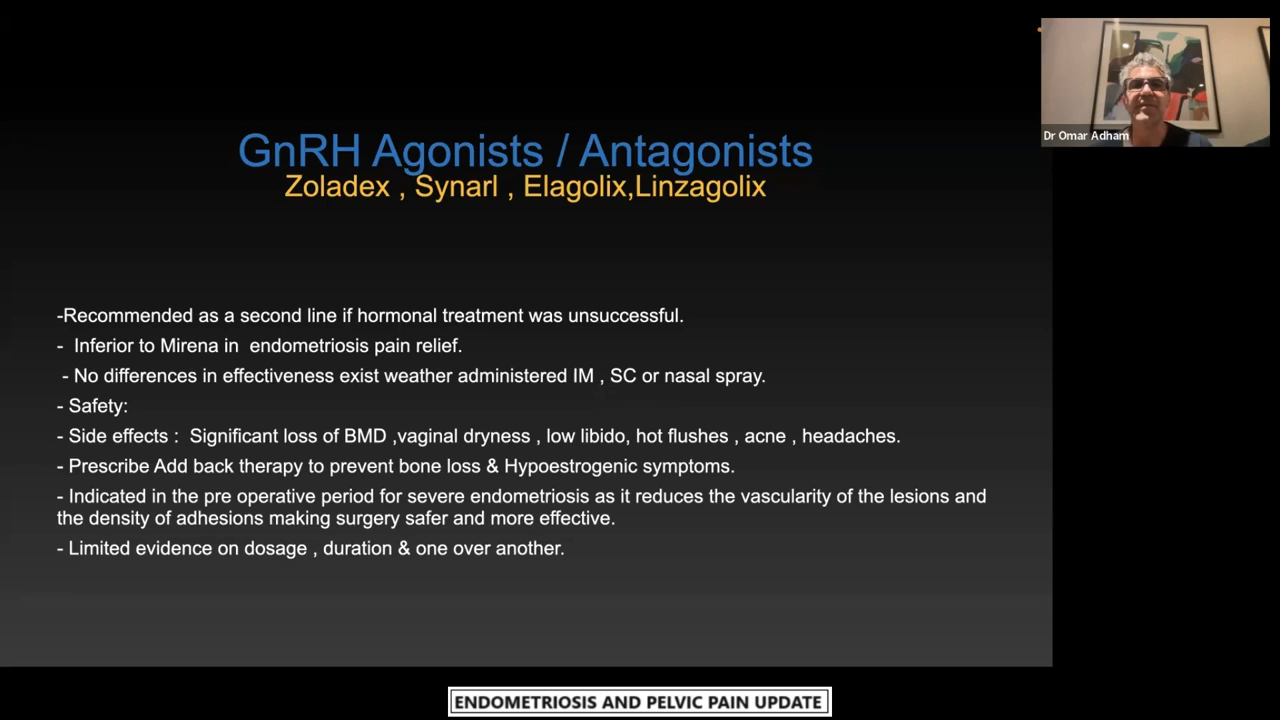 Dr Omar Adham
GnRH Agonists / Antagonists
Zoladex , Synarl , Elagolix,Linzagolix
-Recommended as a second line if hormonal treatment was unsuccessful.
- Inferior to Mirena in endometriosis pain relief.
- No differences in effectiveness exist weather administered IM , SC or nasal spray.
- Safety:
- Side effects : Significant loss of BMD ,vaginal dryness , low libido, hot flushes , acne , headaches.
- Prescribe Add back therapy to prevent bone loss & Hypoestrogenic symptoms.
- Indicated in the pre operative period for severe endometriosis as it reduces the vascularity of the lesions and
the density of adhesions making surgery safer and more effective.
- Limited evidence on dosage , duration & one over another.
ENDOMETRIOSIS AND PELVIC PAIN UPDATE